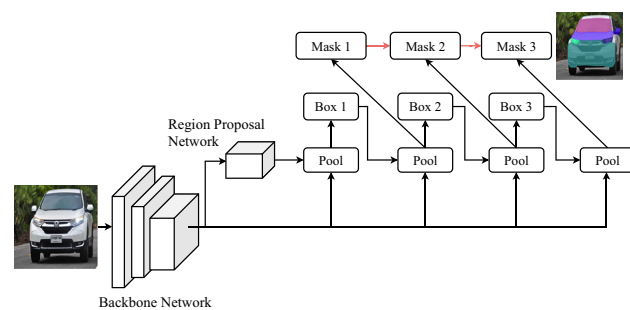 Mask 1
Mask 2
Mask 3
Box 1
Box 2
Box 3
Region Proposal
Network
Pool
Pool
Pool
Pool
Backbone Network